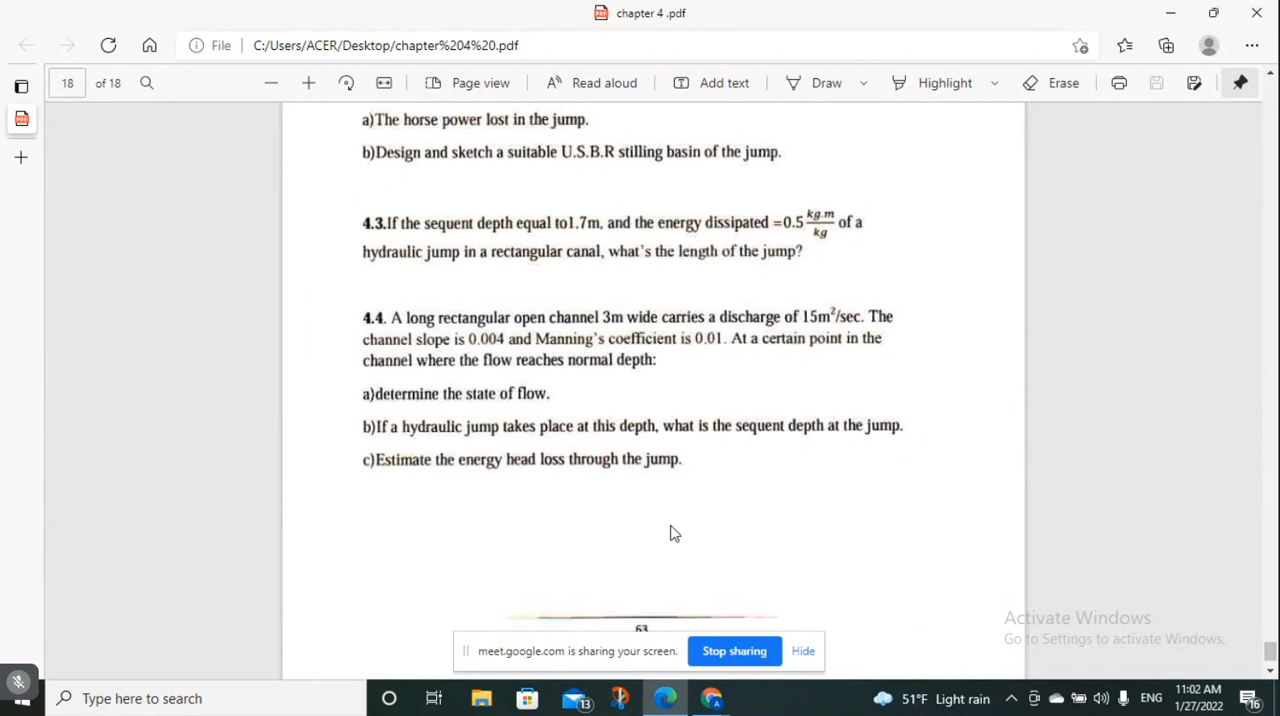 chapter 4 .pdf
File C:/Users/ACER/Desktop/chapter%204%20.pdf
18 of 18 Page view Read aloud Add text Draw Highlight Erase
a)The horse power lost in the jump.
b)Design and sketch a suitable U.S.B.R stilling basin of the jump.
4.3.If the sequent depth equal to1.7m, and the energy dissipated =0.5 kg.m/kg of a
hydraulic jump in a rectangular canal, what's the length of the jump?
4.4. A long rectangular open channel 3m wide carries a discharge of 15m²/sec. The
channel slope is 0.004 and Manning's coefficient is 0.01. At a certain point in the
channel where the flow reaches normal depth:
a)determine the state of flow.
b)If a hydraulic jump takes place at this depth, what is the sequent depth at the jump.
c)Estimate the energy head loss through the jump.
63
Activate Windows
Go to Settings to activate Windows.
meet.google.com is sharing your screen. Stop sharing Hide
Type here to search 13 A 51°F Light rain ENG 11:02 AM 16
1/27/2022